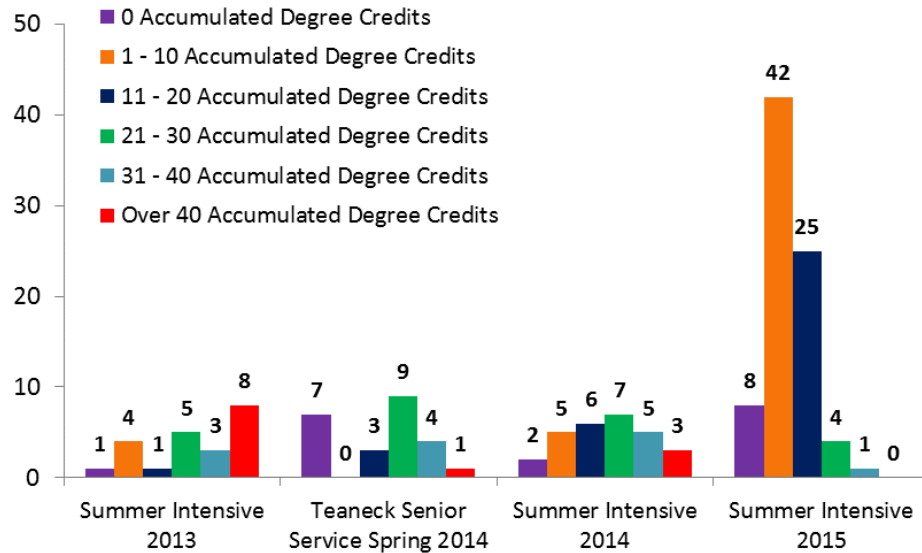 50
40
30
20
10
0
0 Accumulated Degree Credits
1 - 10 Accumulated Degree Credits
11 - 20 Accumulated Degree Credits
21 - 30 Accumulated Degree Credits
31 - 40 Accumulated Degree Credits
Over 40 Accumulated Degree Credits
1 4 1 5 3 8
7 0 3 9 4 1
2 5 6 7 5 3
8 42 25 4 1 0
Summer Intensive
2013
Teaneck Senior
Service Spring 2014
Summer Intensive
2014
Summer Intensive
2015